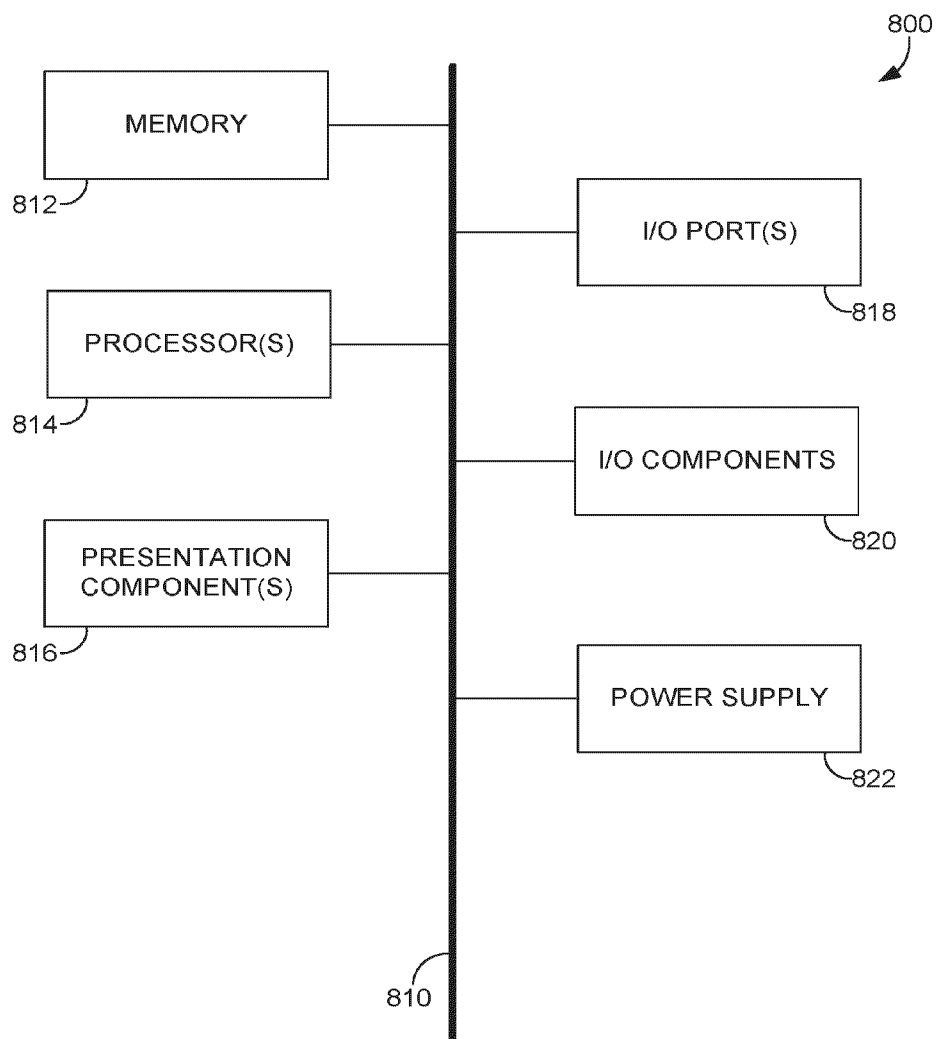 800
MEMORY
812
I/O PORT(S)
818
PROCESSOR(S)
814
I/O COMPONENTS
820
PRESENTATION
COMPONENT(S)
816
POWER SUPPLY
822
810